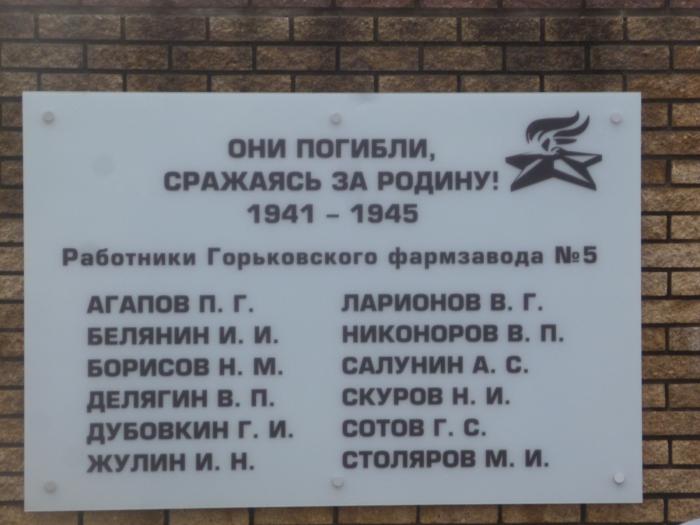 ОНИ ПОГИБЛИ,
СРАЖАЯСЬ ЗА РОДИНУ!
1941 – 1945
Работники Горьковского фармзавода №5
АГАПОВ П. Г.
БЕЛЯНИН И. И.
БОРИСОВ Н. М.
ДЕЛЯГИН В. П.
ДУБОВКИН Г. И.
ЖУЛИН И. Н.
ЛАРИОНОВ В. Г.
НИКОНОРОВ В. П.
САЛУНИН А. С.
СКУРОВ Н. И.
СОТОВ Г. С.
СТОЛЯРОВ М. И.